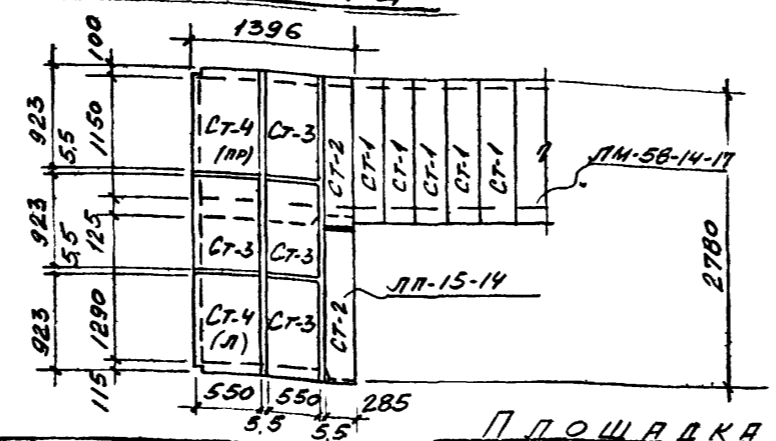 1396
100
923
5.5
1150
923
5.5
125
923
1290
115
Ст-4
(пр)
Ст-3
Ст-2
Ст-1
Ст-1
Ст-1
Ст-1
Ст-1
ЛМ-58-14-17
Ст-3
Ст-3
2780
Ст-4
(л)
Ст-3
Ст-2
ЛП-15-14
550
5.5
550
5.5
285
ПЛОЩАДКА